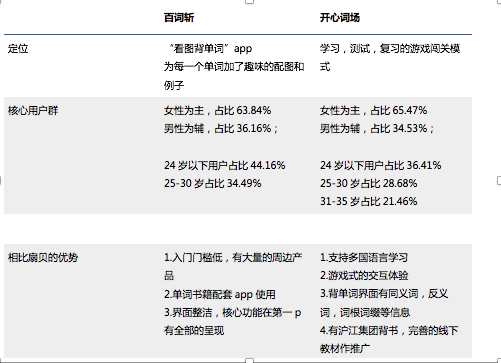 百词斩 开心词场
定位 “看图背单词”app 学习，测试，复习的游戏闯关模
为每一个单词加了趣味的配图和 式
例子
核心用户群 女性为主，占比 63.84% 女性为主，占比 65.47%
男性为辅，占比 36.16%； 男性为辅，占比 34.53%；
24 岁以下用户占比 44.16% 24 岁以下用户占比 36.41%
25-30 岁占比 34.49% 25-30 岁占比 28.68%
31-35 岁占比 21.46%
相比扇贝的优势 1.入门门槛低，有大量的周边产 1.支持多国语言学习
品 2.游戏式的交互体验
2.单词书籍配套 app 使用 3.背单词界面有同义词，反义
3.界面整洁，核心功能在第一 p 词，词根词缀等信息
有全部的呈现 4.有沪江集团背书，完善的线下
教材作推广